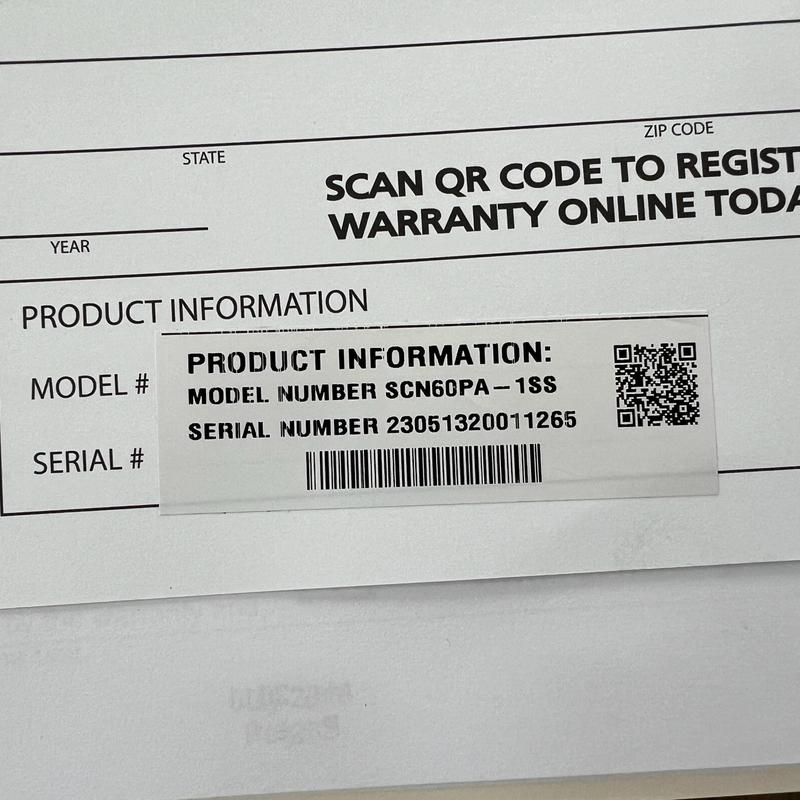 STATE
ZIP CODE
SCAN QR CODE TO REGIST
YEAR
WARRANTY ONLINE TODA
PRODUCT INFORMATION
PRODUCT INFORMATION:
MODEL #
MODEL NUMBER SCN60PA-1SS
SERIAL NUMBER 23051320011265
SERIAL #